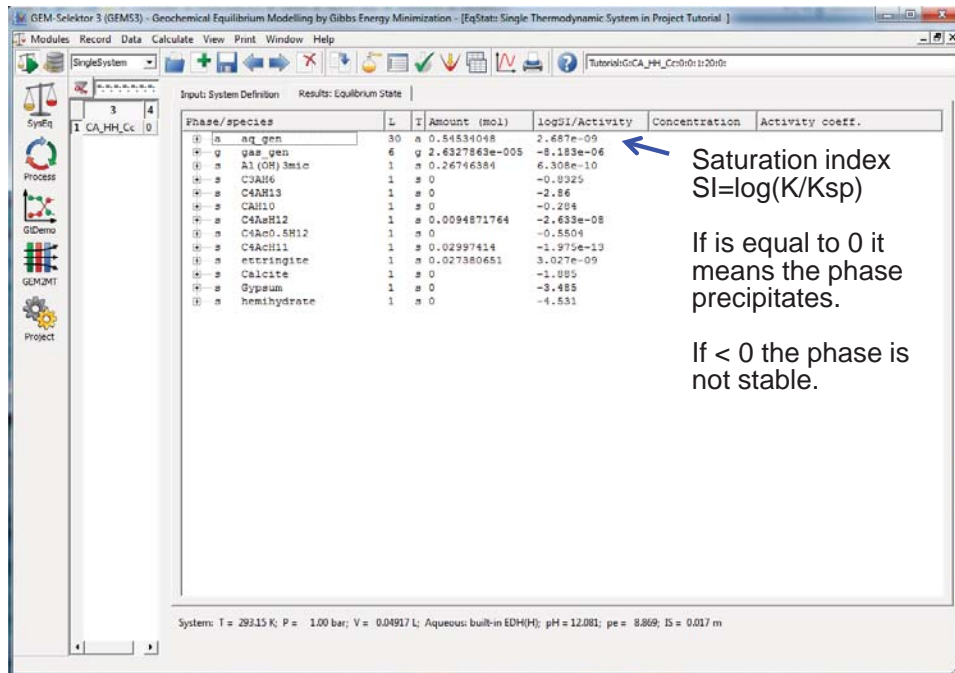 GEM-Selektor 3 (GEMS3) - Geochemical Equilibrium Modelling by Gibbs Energy Minimization - [EqStat:: Single Thermodynamic System in Project Tutorial ]
Modules Record Data Calculate View Print Window Help
SingleSystem
Tutorial:G:CA_HH_Cc:0:0:1:20:0:
SysEq
Process
GtDemo
GEM2MT
Project
3 4
1 CA_HH_Cc 0
Input: System Definition Results: Equilibrium State
Phase/species L T Amount (mol) logSI/Activity Concentration Activity coeff.
a aq_gen 30 a 0.54534048 2.687e-09
g gas_gen 6 g 2.6327863e-005 -8.183e-06
s Al(OH)3mic 1 s 0.26746384 6.308e-10
s C3AH6 1 s 0 -0.8325
s C4AH13 1 s 0 -2.86
s CAH10 1 s 0 -0.284
s C4AsH12 1 s 0.0094871764 -2.633e-08
s C4Ac0.5H12 1 s 0 -0.5504
s C4AcH11 1 s 0.02997414 -1.975e-13
s ettringite 1 s 0.027380651 3.027e-09
s Calcite 1 s 0 -1.885
s Gypsum 1 s 0 -3.485
s hemihydrate 1 s 0 -4.531
Saturation index
SI=log(K/Ksp)
If is equal to 0 it
means the phase
precipitates.
If < 0 the phase is
not stable.
System: T = 293.15 K; P = 1.00 bar; V = 0.04917 L; Aqueous: built-in EDH(H); pH = 12.081; pe = 8.869; IS = 0.017 m